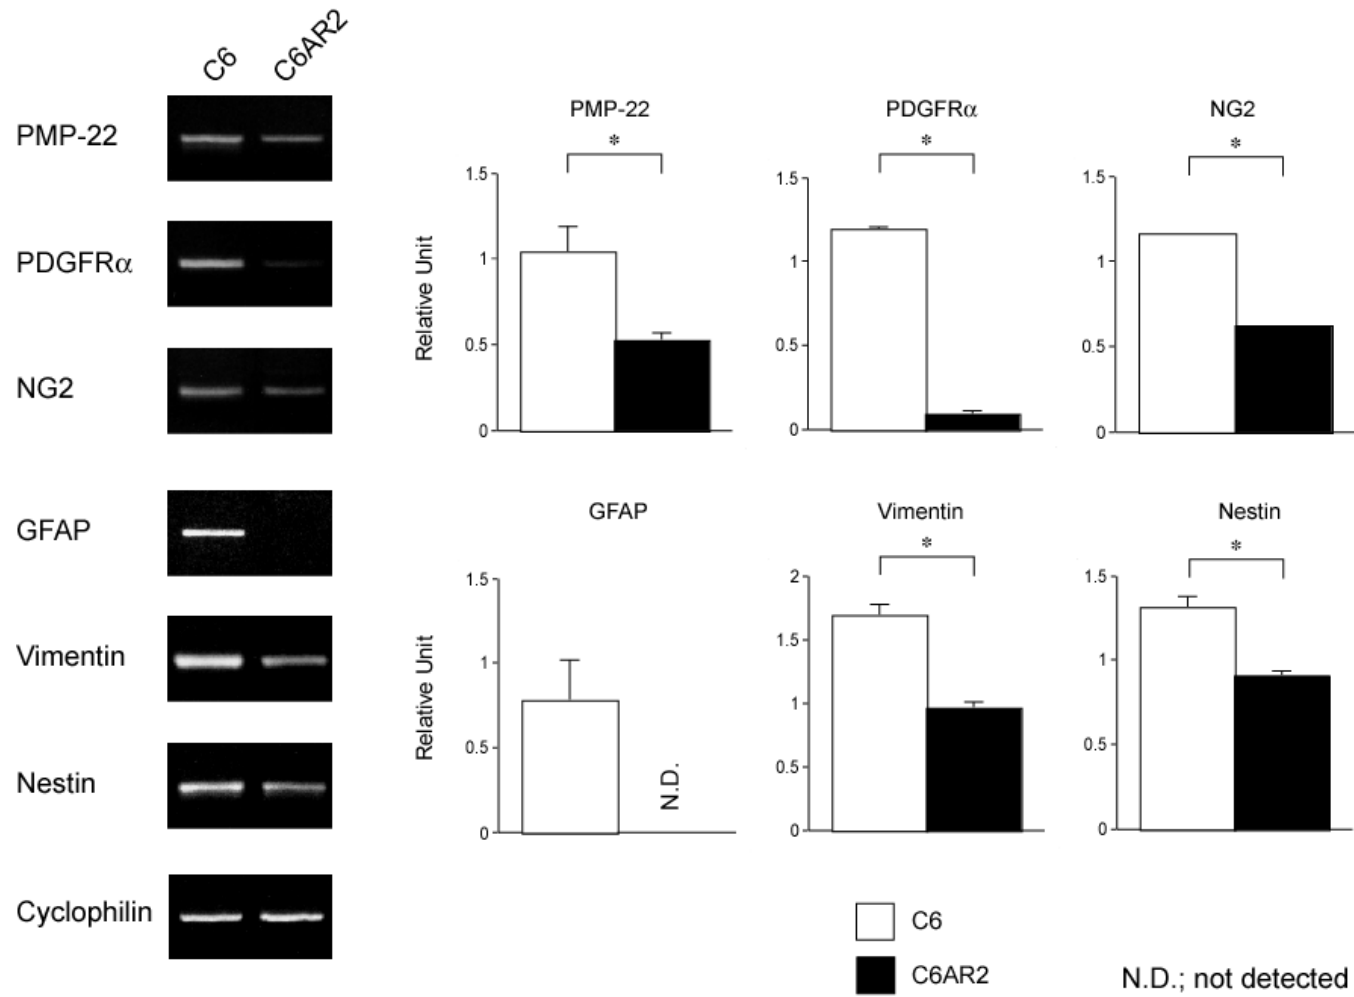 C6 C6AR2
PMP-22
PDGFRα
NG2
GFAP
Vimentin
Nestin
Cyclophilin
PMP-22
*
1.5
1
0.5
0
Relative Unit
PDGFRα
*
1.5
1
0.5
0
NG2
*
1.5
1
0.5
0
GFAP
1.5
1
0.5
0
Relative Unit
N.D.
Vimentin
*
2
1.5
1
0.5
0
Nestin
*
1.5
1
0.5
0
C6
C6AR2
N.D.; not detected